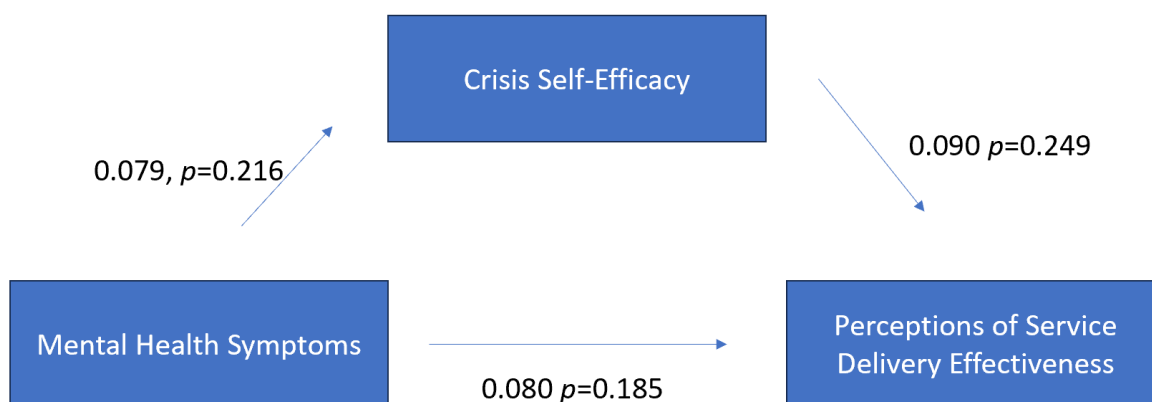 Crisis Self-Efficacy
0.079, p=0.216
0.090 p=0.249
Mental Health Symptoms
0.080 p=0.185
Perceptions of Service
Delivery Effectiveness